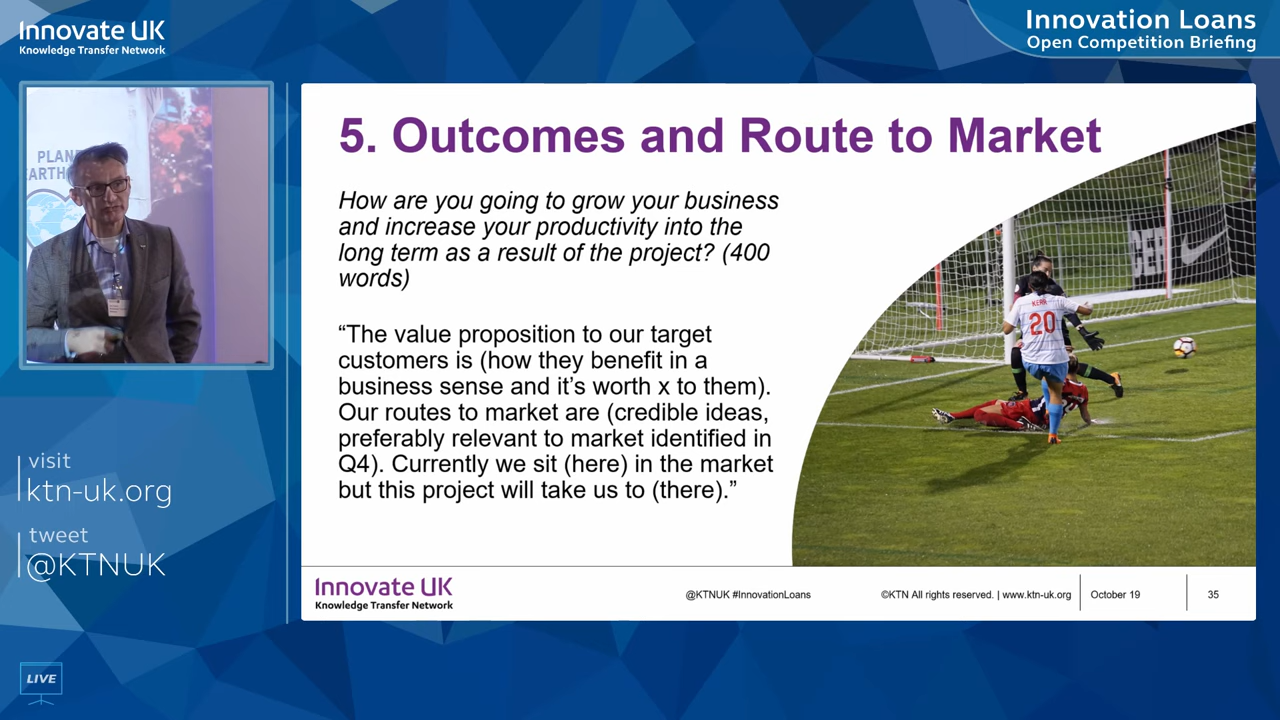 Innovate UK
Knowledge Transfer Network
Innovation Loans
Open Competition Briefing
PLANE
EARTH
visit
ktn-uk.org
tweet
@KTNUK
LIVE
5. Outcomes and Route to Market
How are you going to grow your business
and increase your productivity into the
long term as a result of the project? (400
words)
“The value proposition to our target
customers is (how they benefit in a
business sense and it’s worth x to them).
Our routes to market are (credible ideas,
preferably relevant to market identified in
Q4). Currently we sit (here) in the market
but this project will take us to (there).”
KERR
20
Innovate UK
Knowledge Transfer Network
@KTNUK #InnovationLoans
©KTN All rights reserved. | www.ktn-uk.org
October 19
35